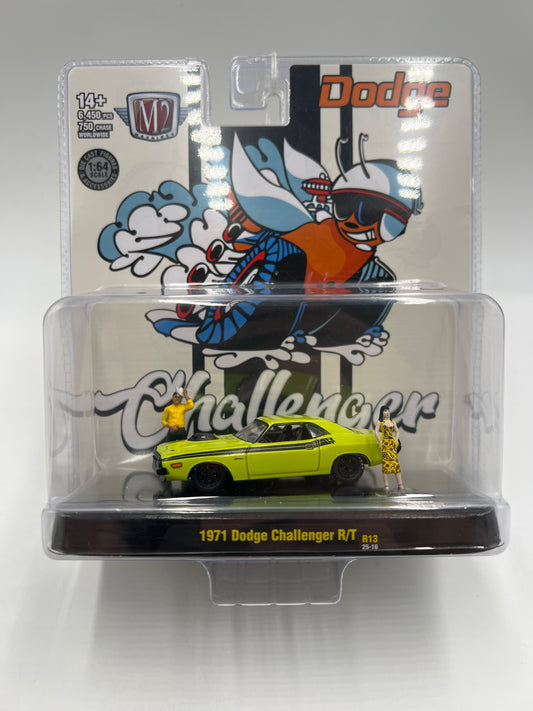 14+
6,450 PCS
750 CHASE
WORLDWIDE
M2
MACHINES
Dodge
1:64
SCALE
Challenger
1971 Dodge Challenger R/T
R13
25-16